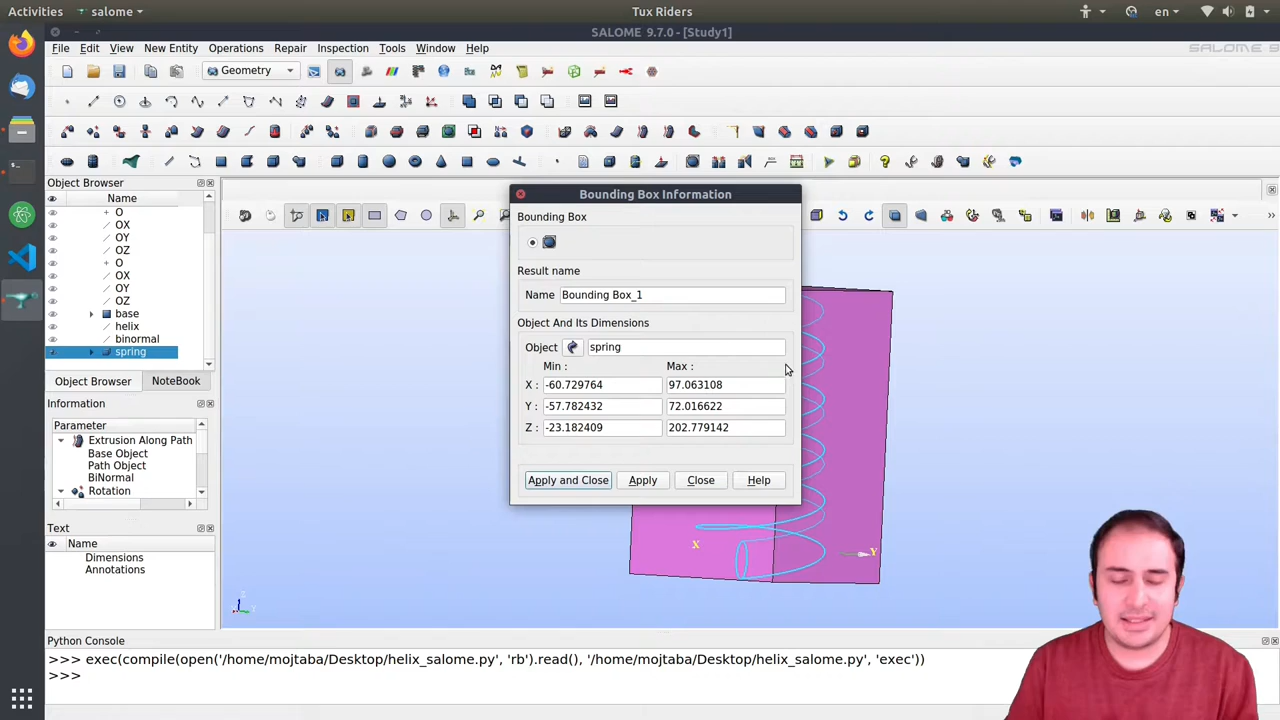 Activities
salome
Tux Riders
en
SALOME 9.7.0 - [Study1]
File Edit View New Entity Operations Repair Inspection Tools Window Help
SALOME 9
Geometry
Object Browser
Name
O
OX
OY
OZ
O
OX
OY
OZ
base
helix
binormal
spring
Object Browser
NoteBook
Information
Parameter
Extrusion Along Path
Base Object
Path Object
BiNormal
Rotation
Text
Name
Dimensions
Annotations
Bounding Box Information
Bounding Box
Result name
Name Bounding Box_1
Object And Its Dimensions
Object spring
Min : Max :
X : -60.729764 97.063108
Y : -57.782432 72.016622
Z : -23.182409 202.779142
Apply and Close Apply Close Help
X
Y
Python Console
>>> exec(compile(open('/home/mojtaba/Desktop/helix_salome.py', 'rb').read(), '/home/mojtaba/Desktop/helix_salome.py', 'exec'))
>>>